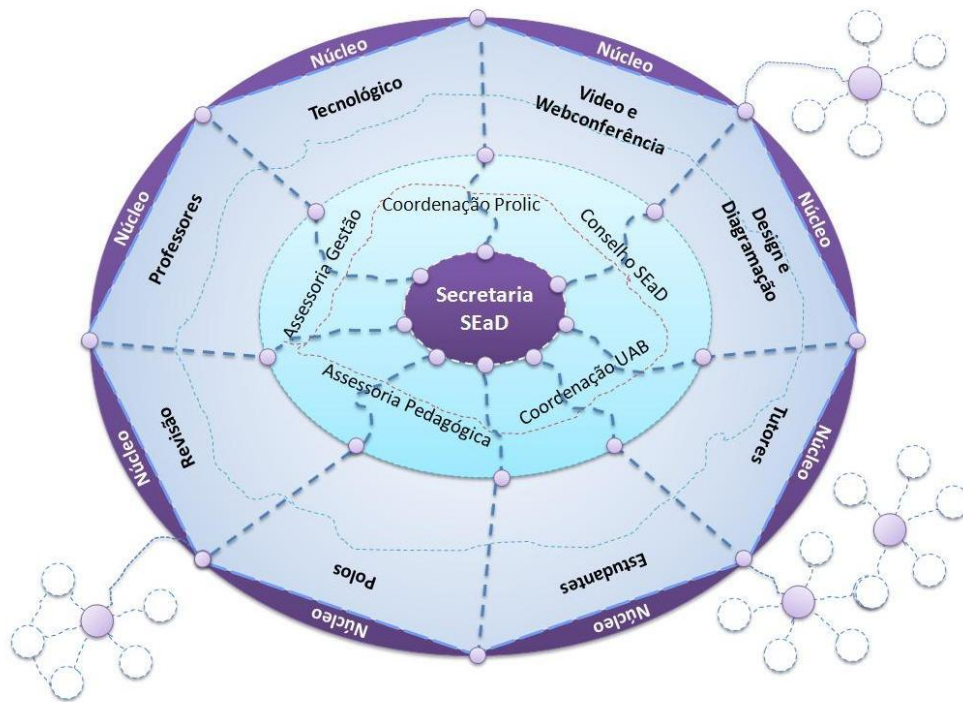 Núcleo
Tecnológico
Núcleo
Video e
Webconferência
Núcleo
Design e
Diagramação
Núcleo
Tutores
Núcleo
Estudantes
Núcleo
Polos
Núcleo
Revisão
Núcleo
Professores
Coordenação Prolic
Conselho SEaD
Coordenação UAB
Assessoria Pedagógica
Assessoria Gestão
Secretaria
SEaD